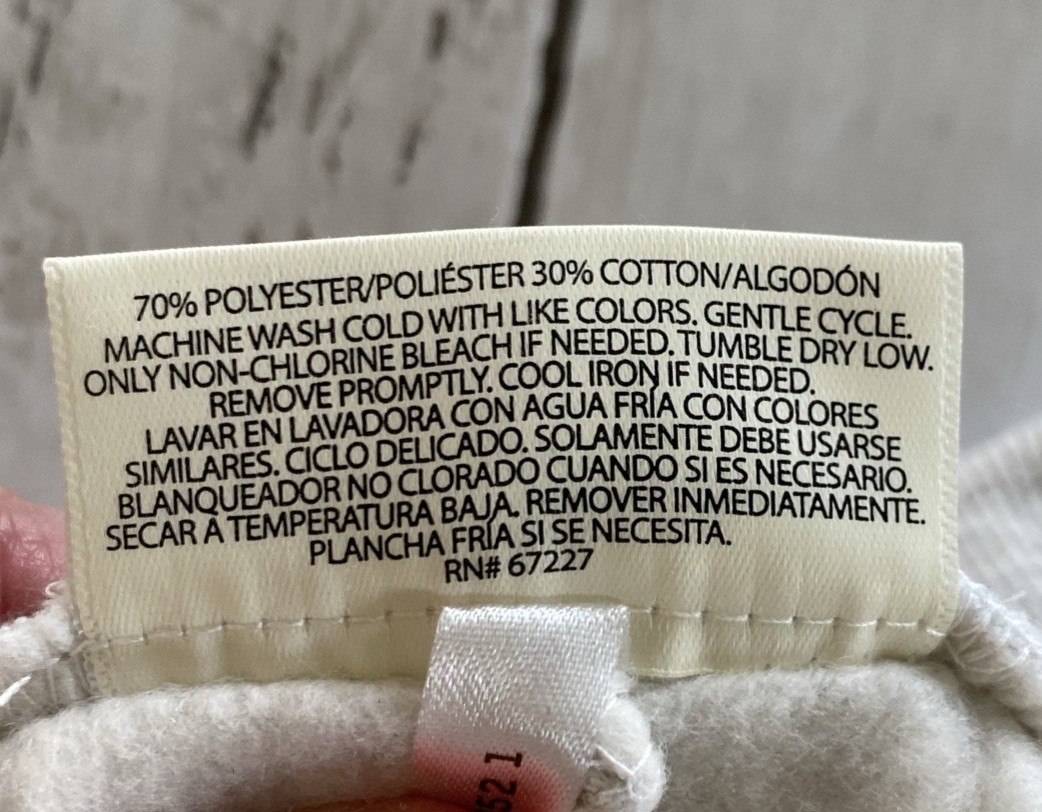 70% POLYESTER/POLIÉSTER 30% COTTON/ALGODÓN
MACHINE WASH COLD WITH LIKE COLORS. GENTLE CYCLE.
ONLY NON-CHLORINE BLEACH IF NEEDED. TUMBLE DRY LOW.
REMOVE PROMPTLY. COOL IRON IF NEEDED.
LAVAR EN LAVADORA CON AGUA FRÍA CON COLORES
SIMILARES. CICLO DELICADO. SOLAMENTE DEBE USARSE
BLANQUEADOR NO CLORADO CUANDO SI ES NECESARIO.
SECAR A TEMPERATURA BAJA. REMOVER INMEDIATAMENTE.
PLANCHA FRÍA SI SE NECESITA.
RN# 67227
52 1